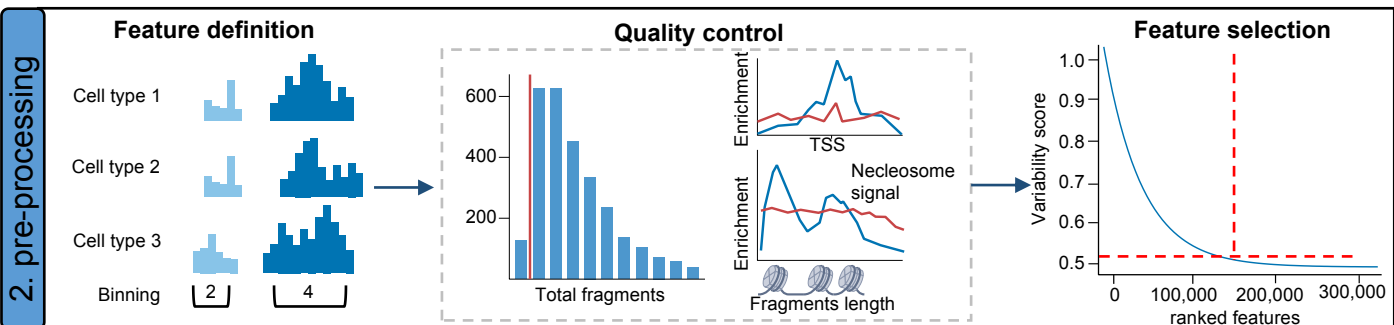 2. pre-processing
Feature definition
Cell type 1
Cell type 2
Cell type 3
Binning
2
4
Quality control
600
400
200
Total fragments
Enrichment
TSS
Enrichment
Necleosome
signal
Fragments length
Feature selection
Variability score
1.0
0.9
0.8
0.7
0.6
0.5
0
100,000
200,000
300,000
ranked features